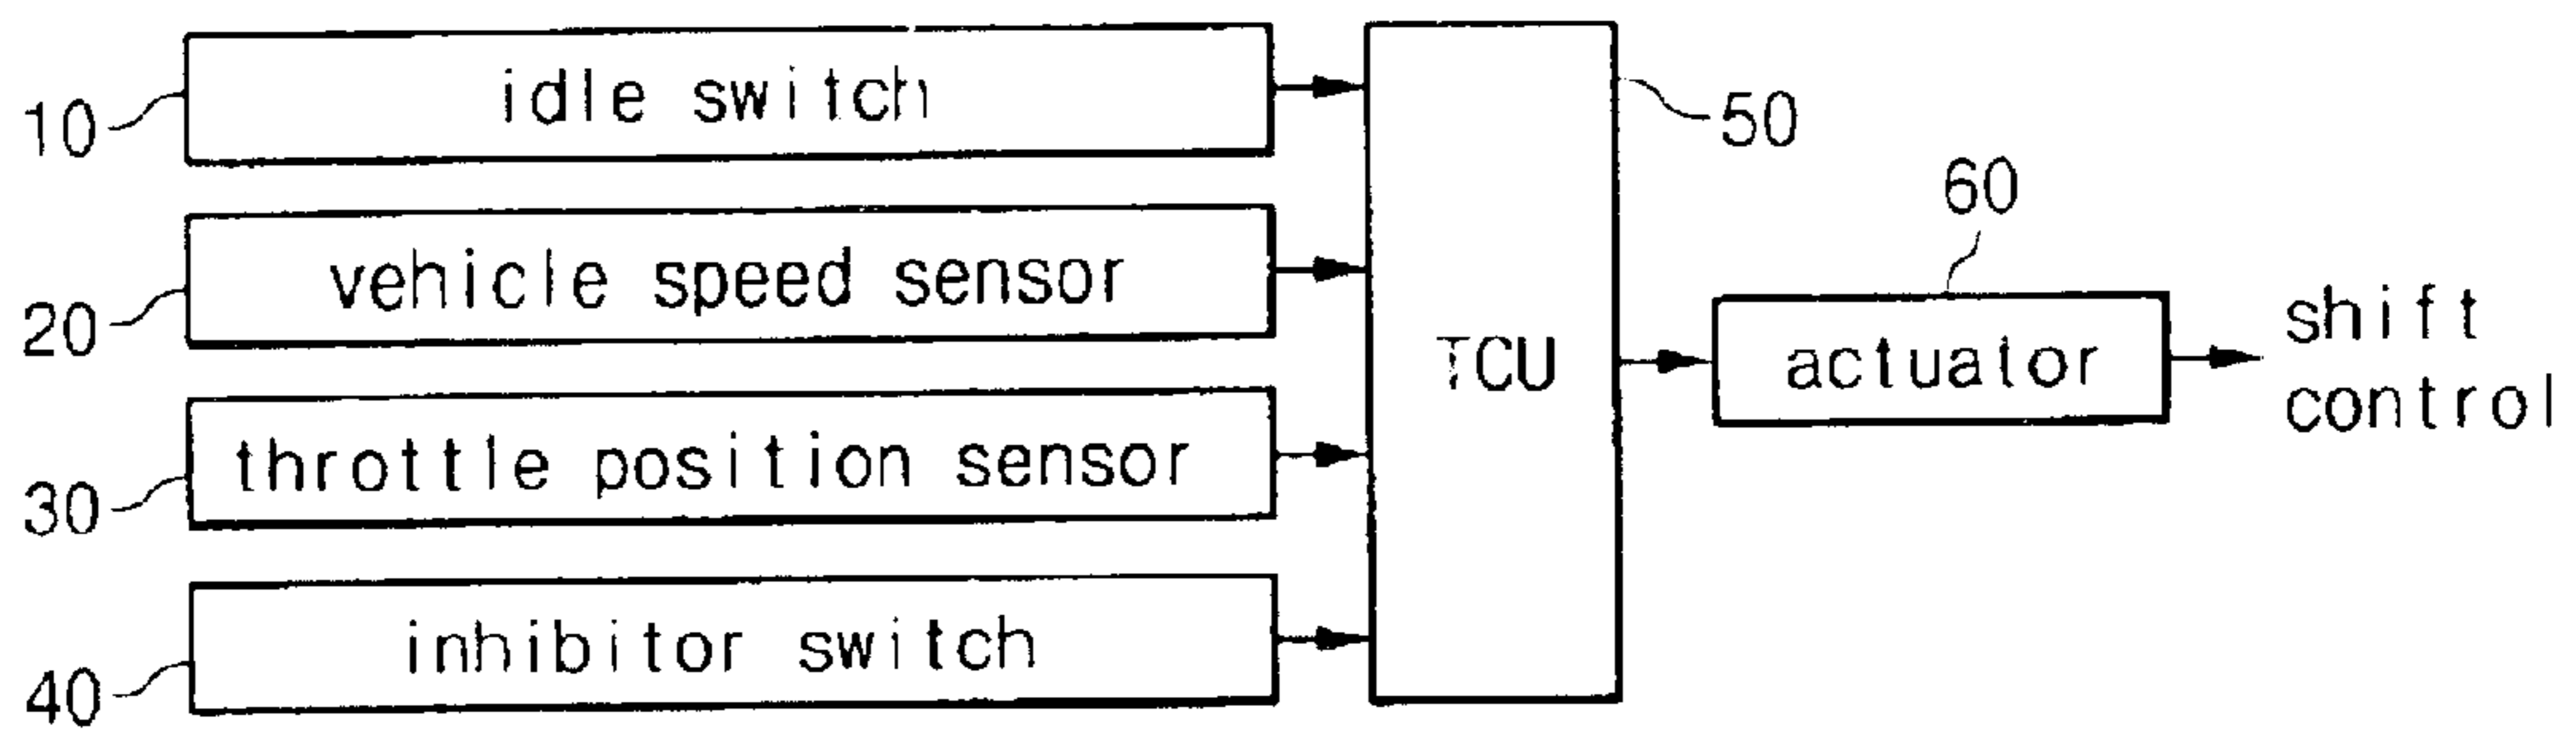 10
idle switch
20
vehicle speed sensor
30
throttle position sensor
40
inhibitor switch
TCU
50
60
actuator
shift
control